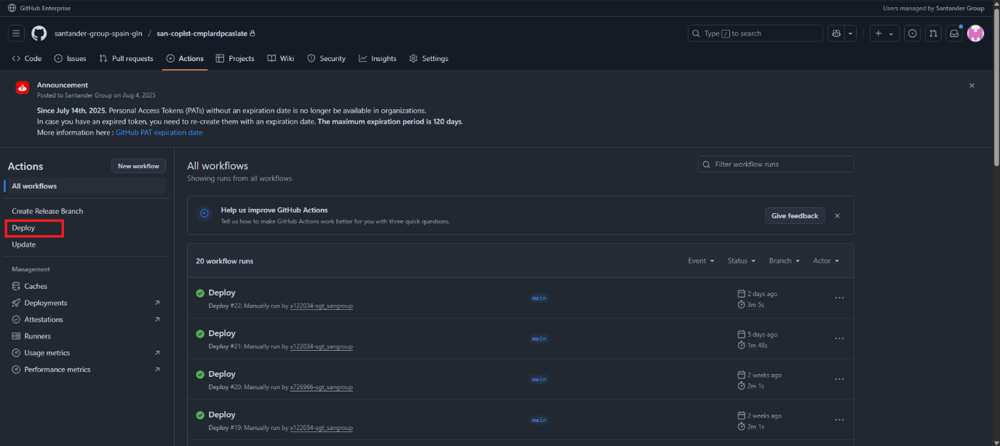 GitHub Enterprise
Users managed by Santander Group
santander-group-spain-gln / san-coplst-cmplardpcaslate
Type / to search
Code Issues Pull requests Actions Projects Wiki Security Insights Settings
Announcement
Posted to Santander Group on Aug 4, 2025
Since July 14th, 2025, Personal Access Tokens (PATs) without an expiration date is no longer be available in organizations.
In case you have an expired token, you need to re-create them with an expiration date. The maximum expiration period is 120 days.
More information here : GitHub PAT expiration date
Actions
New workflow
All workflows
Create Release Branch
Deploy
Update
Management
Caches
Deployments
Attestations
Runners
Usage metrics
Performance metrics
All workflows
Showing runs from all workflows
Filter workflow runs
Help us improve GitHub Actions
Tell us how to make GitHub Actions work better for you with three quick questions.
Give feedback
20 workflow runs
Event Status Branch Actor
Deploy
Deploy #22: Manually run by x122034-sgt_sangroup
main
2 days ago
3m 5s
Deploy
Deploy #21: Manually run by x122034-sgt_sangroup
main
5 days ago
1m 48s
Deploy
Deploy #20: Manually run by x726966-sgt_sangroup
main
2 weeks ago
2m 1s
Deploy
Deploy #19: Manually run by x122034-sgt_sangroup
main
2 weeks ago
2m 1s